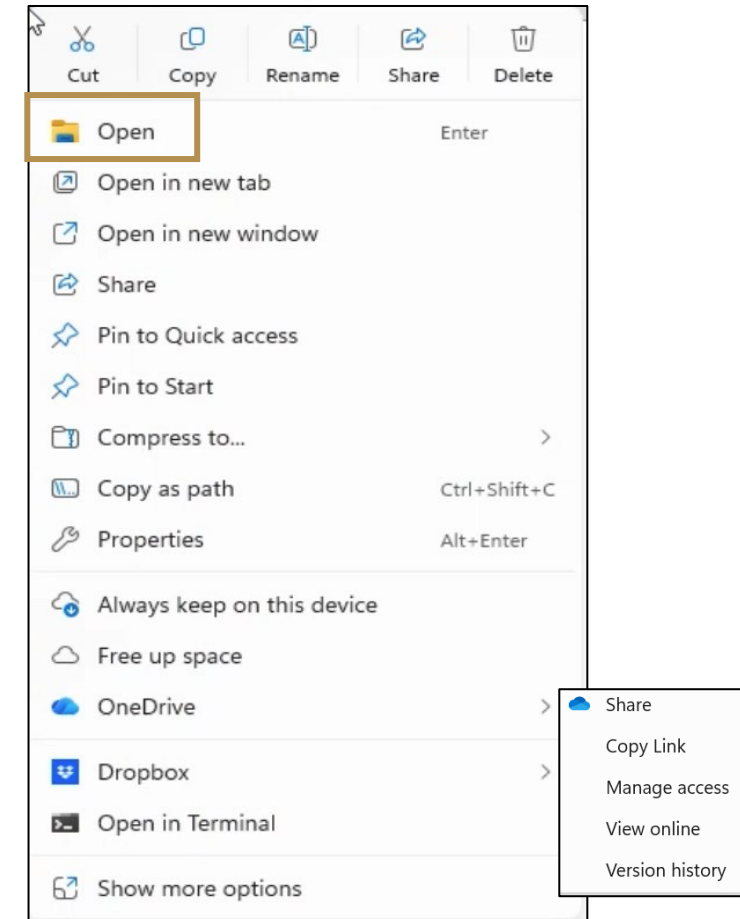 Cut Copy Rename Share Delete
Open Enter
Open in new tab
Open in new window
Share
Pin to Quick access
Pin to Start
Compress to...
Copy as path Ctrl+Shift+C
Properties Alt+Enter
Always keep on this device
Free up space
OneDrive
Share
Copy Link
Manage access
View online
Version history
Dropbox
Open in Terminal
Show more options